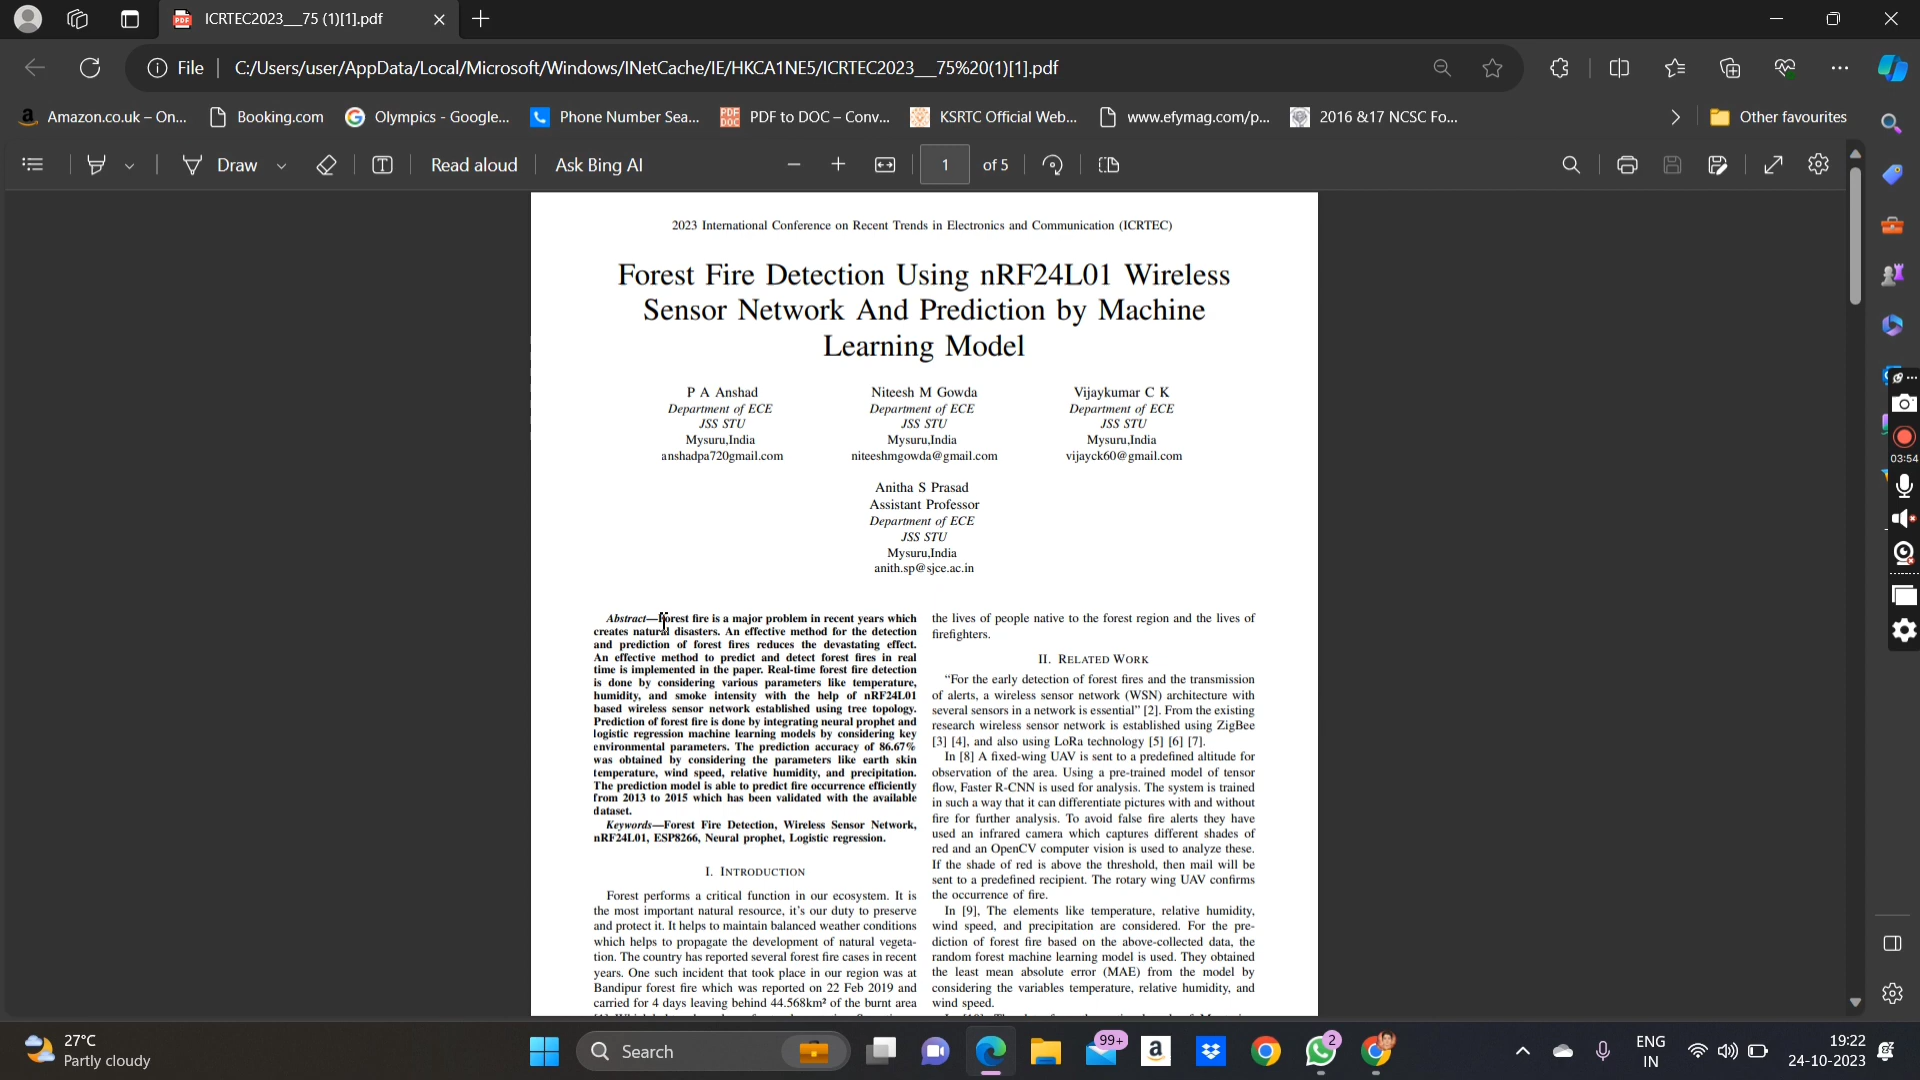 ICRTEC2023__75 (1)[1].pdf
File
C:/Users/user/AppData/Local/Microsoft/Windows/INetCache/IE/HKCA1NE5/ICRTEC2023__75%20(1)[1].pdf
Amazon.co.uk – On...
Booking.com
Olympics - Google...
Phone Number Sea...
PDF to DOC – Conv...
KSRTC Official Web...
www.efymag.com/p...
2016 &17 NCSC Fo...
Other favourites
Draw
Read aloud
Ask Bing AI
1 of 5
2023 International Conference on Recent Trends in Electronics and Communication (ICRTEC)
Forest Fire Detection Using nRF24L01 Wireless
Sensor Network And Prediction by Machine
Learning Model
P A Anshad
Department of ECE
JSS STU
Mysuru,India
anshadpa720gmail.com
Niteesh M Gowda
Department of ECE
JSS STU
Mysuru,India
niteeshmgowda@gmail.com
Vijaykumar C K
Department of ECE
JSS STU
Mysuru,India
vijayck60@gmail.com
Anitha S Prasad
Assistant Professor
Department of ECE
JSS STU
Mysuru,India
anith.sp@sjce.ac.in
Abstract—Forest fire is a major problem in recent years which
creates natural disasters. An effective method for the detection
and prediction of forest fires reduces the devastating effect.
An effective method to predict and detect forest fires in real
time is implemented in the paper. Real-time forest fire detection
is done by considering various parameters like temperature,
humidity, and smoke intensity with the help of nRF24L01
based wireless sensor network established using tree topology.
Prediction of forest fire is done by integrating neural prophet and
logistic regression machine learning models by considering key
environmental parameters. The prediction accuracy of 86.67%
was obtained by considering the parameters like earth skin
temperature, wind speed, relative humidity, and precipitation.
The prediction model is able to predict fire occurrence efficiently
from 2013 to 2015 which has been validated with the available
dataset.
Keywords—Forest Fire Detection, Wireless Sensor Network,
nRF24L01, ESP8266, Neural prophet, Logistic regression.
I. INTRODUCTION
Forest performs a critical function in our ecosystem. It is
the most important natural resource, it's our duty to preserve
and protect it. It helps to maintain balanced weather conditions
which helps to propagate the development of natural vegeta-
tion. The country has reported several forest fire cases in recent
years. One such incident that took place in our region was at
Bandipur forest fire which was reported on 22 Feb 2019 and
carried for 4 days leaving behind 44.568km² of the burnt area
the lives of people native to the forest region and the lives of
firefighters.
II. RELATED WORK
“For the early detection of forest fires and the transmission
of alerts, a wireless sensor network (WSN) architecture with
several sensors in a network is essential” [2]. From the existing
research wireless sensor network is established using ZigBee
[3] [4], and also using LoRa technology [5] [6] [7].
In [8] A fixed-wing UAV is sent to a predefined altitude for
observation of the area. Using a pre-trained model of tensor
flow, Faster R-CNN is used for analysis. The system is trained
in such a way that it can differentiate pictures with and without
fire for further analysis. To avoid false fire alerts they have
used an infrared camera which captures different shades of
red and an OpenCV computer vision is used to analyze these.
If the shade of red is above the threshold, then mail will be
sent to a predefined recipient. The rotary wing UAV confirms
the occurrence of fire.
In [9], The elements like temperature, relative humidity,
wind speed, and precipitation are considered. For the pre-
diction of forest fire based on the above-collected data, the
random forest machine learning model is used. They obtained
the least mean absolute error (MAE) from the model by
considering the variables temperature, relative humidity, and
wind speed.
03:54
27°C
Partly cloudy
Search
99+
2
ENG
IN
19:22
24-10-2023